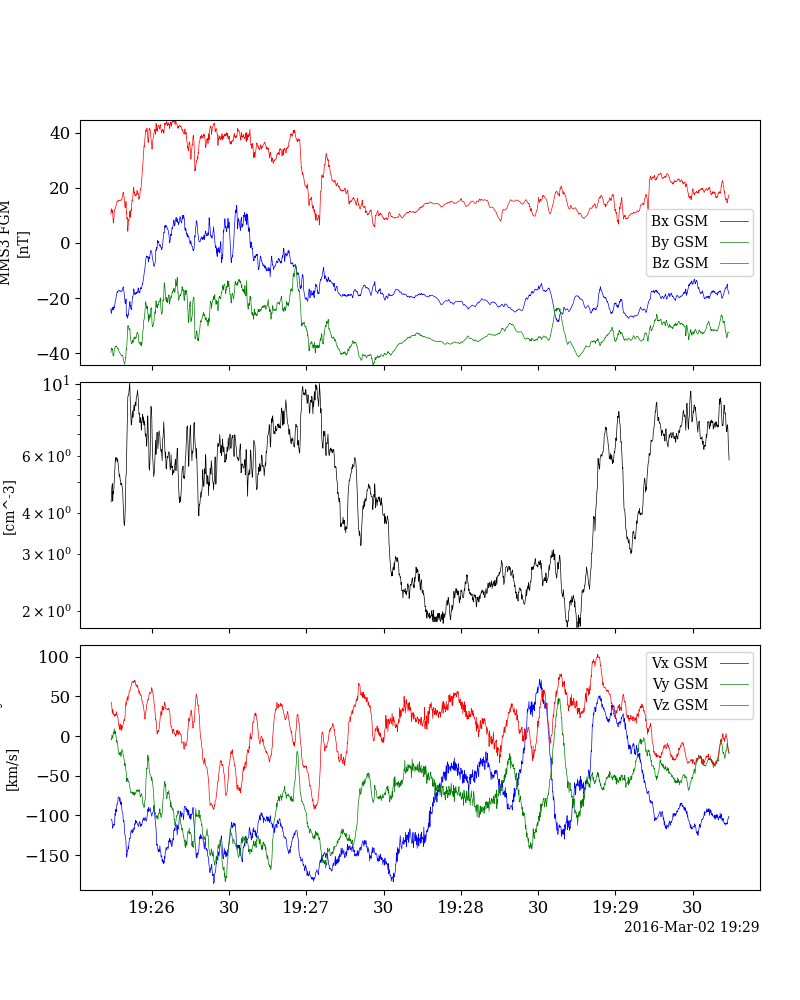 40
20
0
−20
−40
MMS3 FGM
[nT]
Bx GSM
By GSM
Bz GSM
10¹
6 × 10⁰
4 × 10⁰
3 × 10⁰
2 × 10⁰
[cm^-3]
100
50
0
−50
−100
−150
[km/s]
Vx GSM
Vy GSM
Vz GSM
19:26 30 19:27 30 19:28 30 19:29 30
2016-Mar-02 19:29